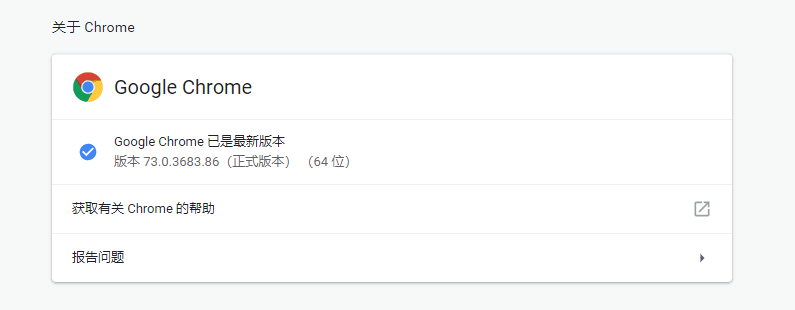 关于 Chrome
Google Chrome
Google Chrome 已是最新版本
版本 73.0.3683.86（正式版本） （64 位）
获取有关 Chrome 的帮助
报告问题